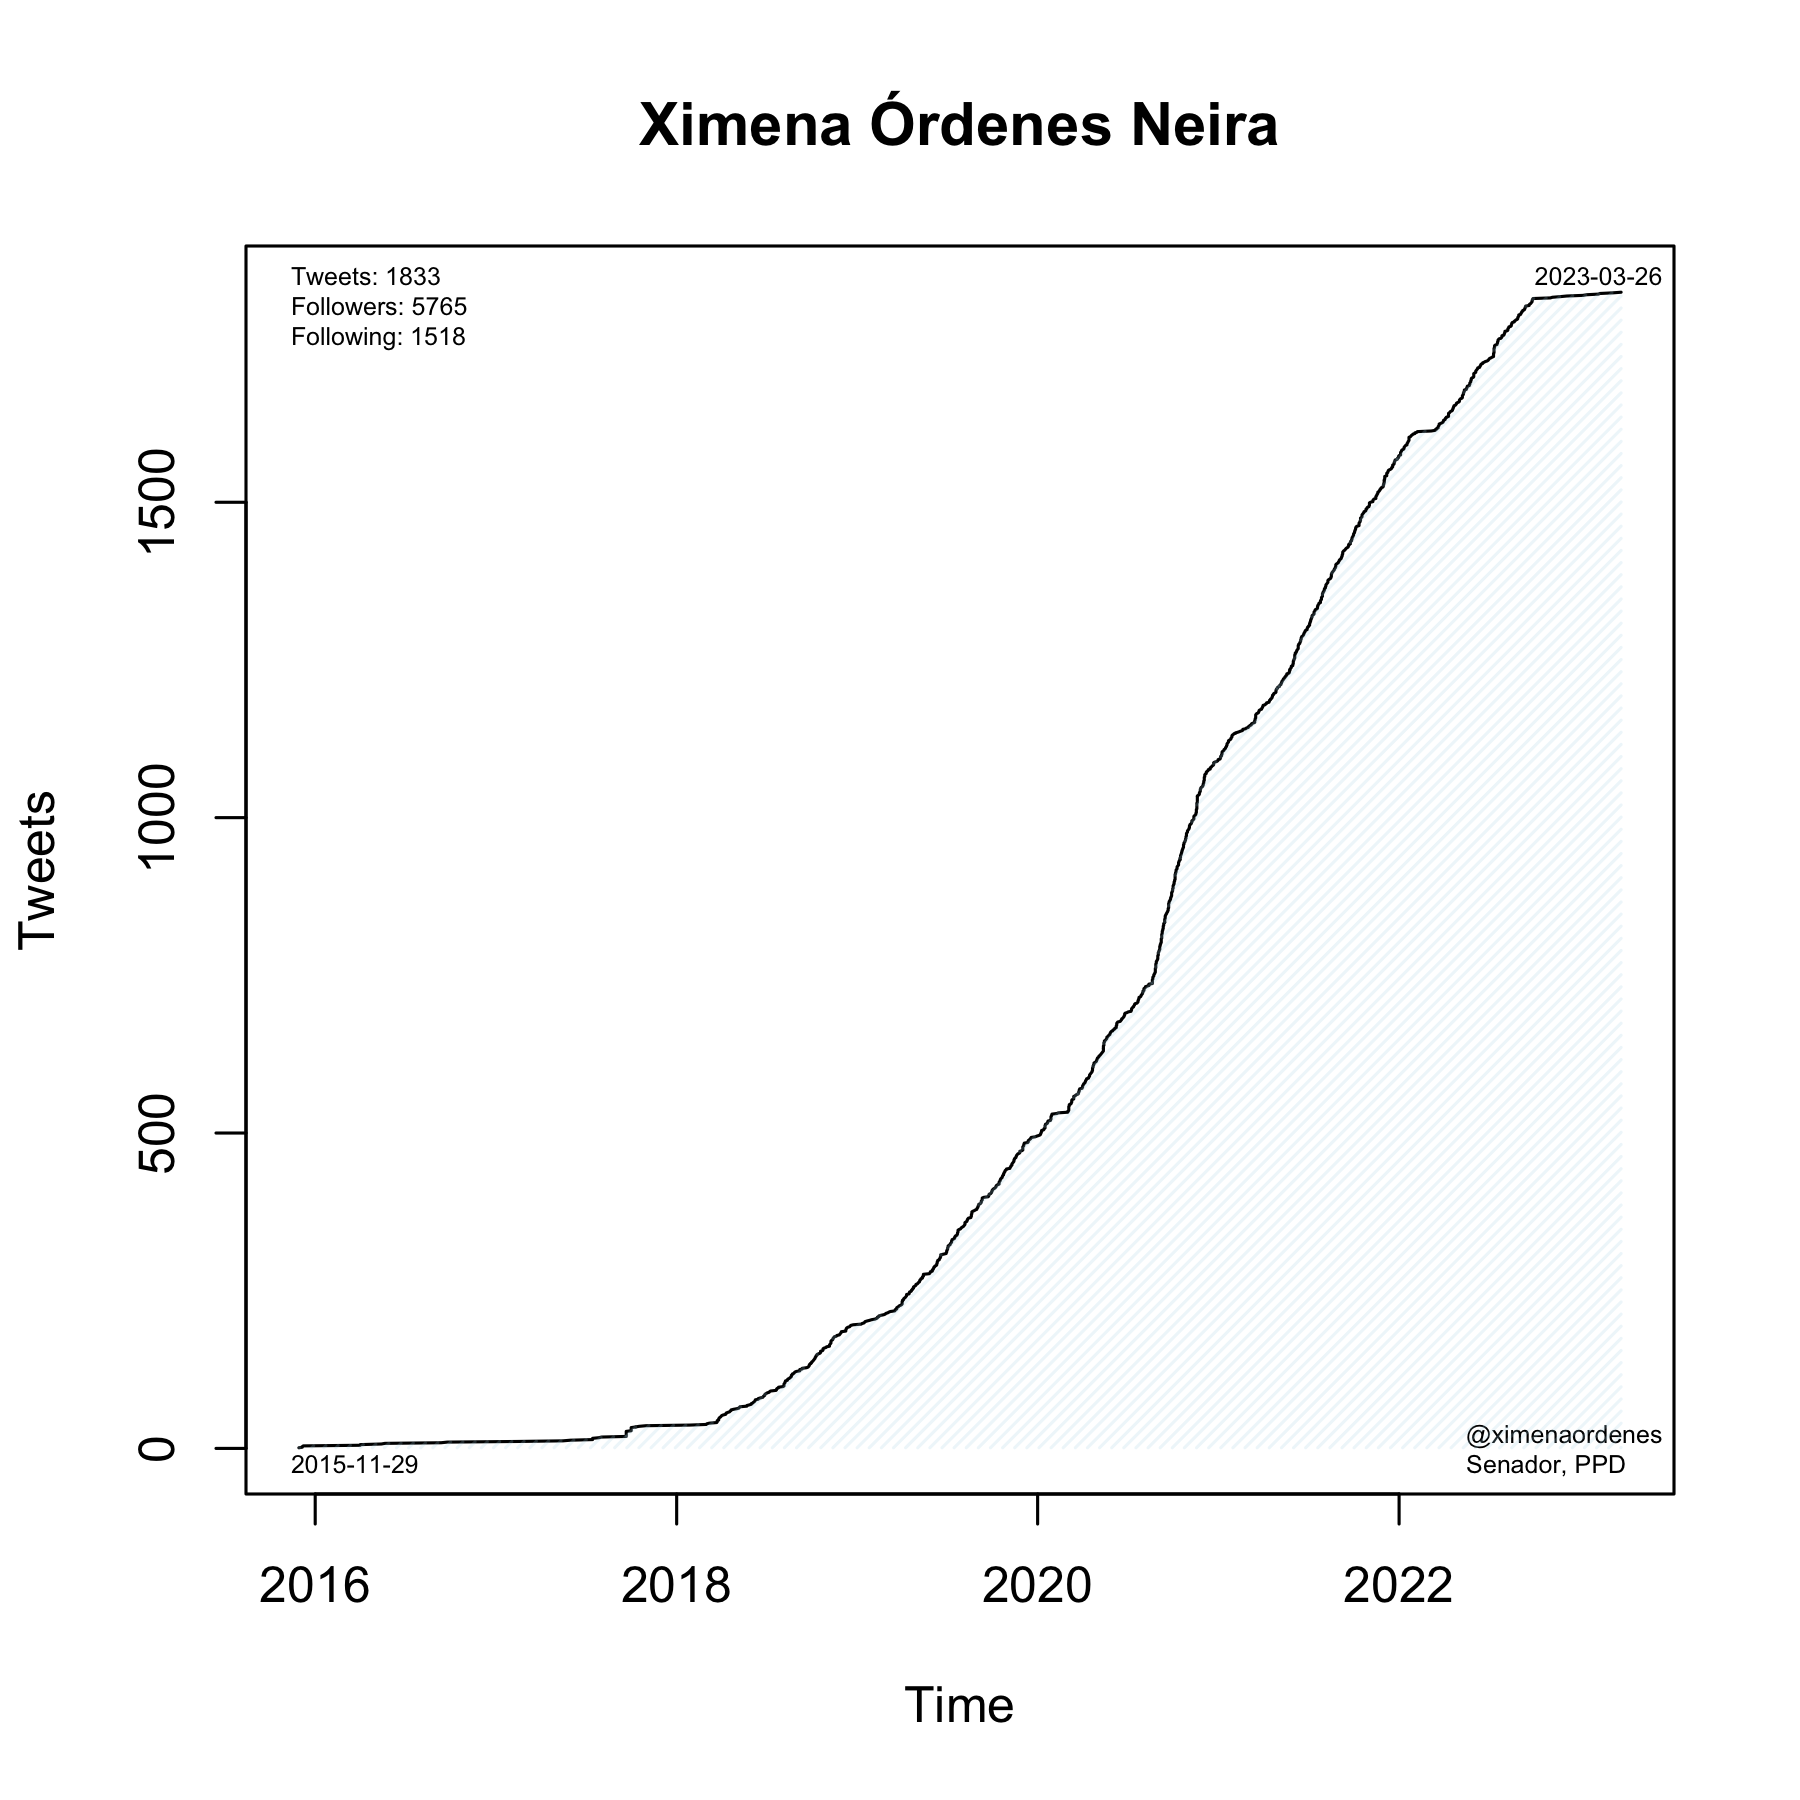 Ximena Órdenes Neira
Tweets: 1833
Followers: 5765
Following: 1518
2023-03-26
Tweets
1500
1000
500
0
@ximenaordenes
Senador, PPD
2015-11-29
2016
2018
2020
2022
Time